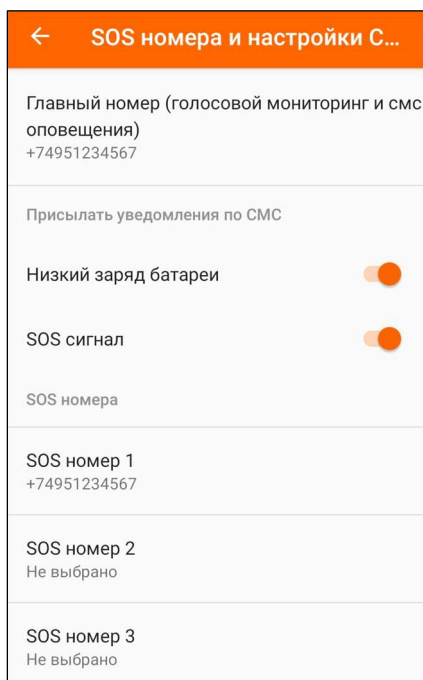 SOS номера и настройки С...
Главный номер (голосовой мониторинг и смс
оповещения)
+74951234567
Присылать уведомления по СМС
Низкий заряд батареи
SOS сигнал
SOS номера
SOS номер 1
+74951234567
SOS номер 2
Не выбрано
SOS номер 3
Не выбрано